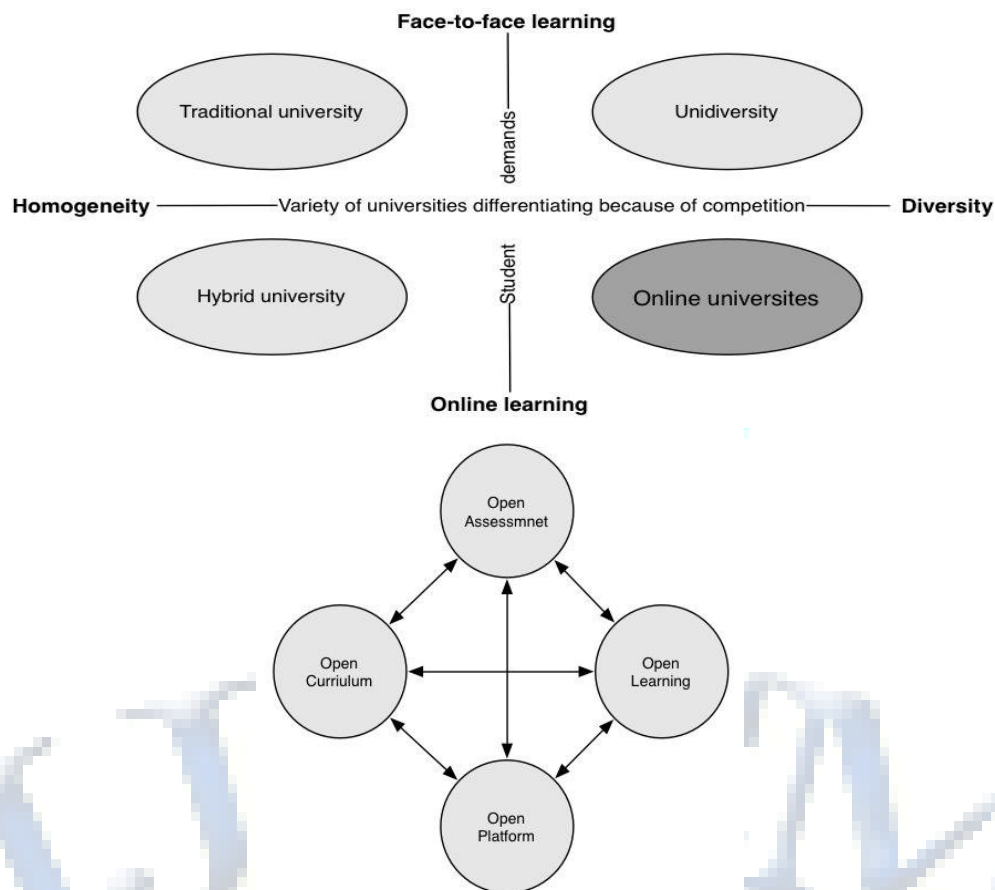 Face-to-face learning
Traditional university
Unidiversity
demands
Homogeneity
Variety of universities differentiating because of competition
Diversity
Student
Hybrid university
Online universites
Online learning
Open
Assessmnet
Open
Curriulum
Open
Learning
Open
Platform